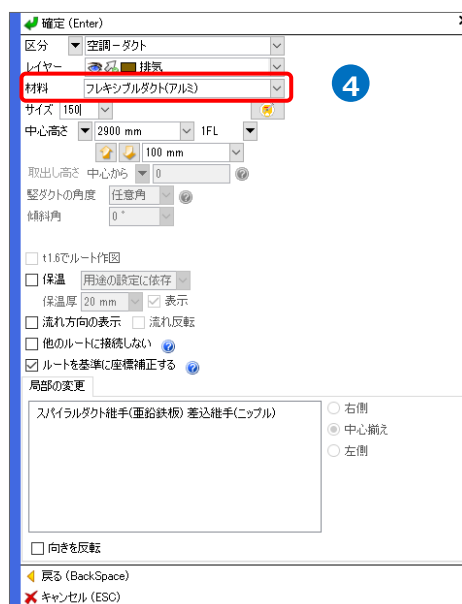 確定 (Enter)
区分 空調－ダクト
レイヤー 排気
材料 フレキシブルダクト(アルミ)
4
サイズ 150
中心高さ 2900 mm 1FL
100 mm
取出し高さ 中心から 0
竪ダクトの角度 任意角
傾斜角 0 °
t1.6でルート作図
保温 用途の設定に依存
保温厚 20 mm 表示
流れ方向の表示 流れ反転
他のルートに接続しない
ルートを基準に座標補正する
局部の変更
スパイラルダクト継手(亜鉛鉄板) 差込継手(ニップル)
右側
中心揃え
左側
向きを反転
戻る (BackSpace)
キャンセル (ESC)